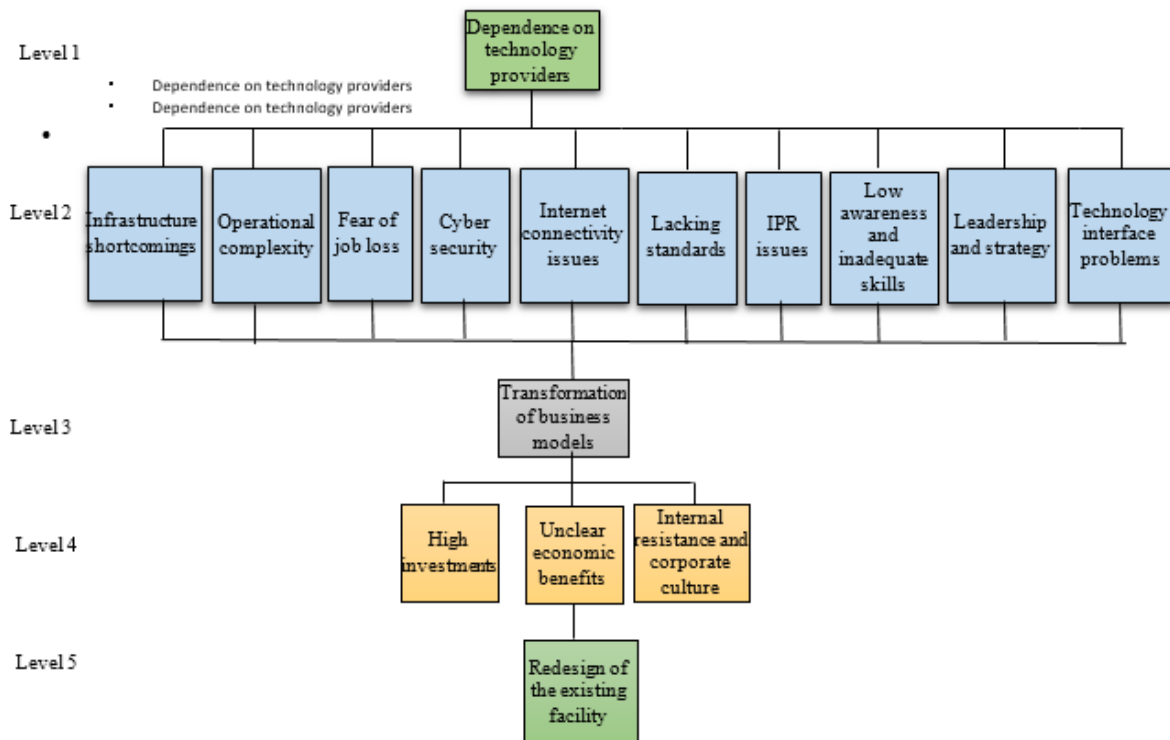 Dependence on
technology
providers
Level 1
▪ Dependence on technology providers
▪ Dependence on technology providers
•
Level 2
Infrastructure
shortcomings
Operational
complexity
Fear of
job loss
Cyber
security
Internet
connectivity
issues
Lacking
standards
IPR
issues
Low
awareness
and
inadequate
skills
Leadership
and strategy
Technology
interface
problems
Level 3
Transformation
of business
models
Level 4
High
investments
Unclear
economic
benefits
Internal
resistance and
corporate
culture
Level 5
Redesign of
the existing
facility